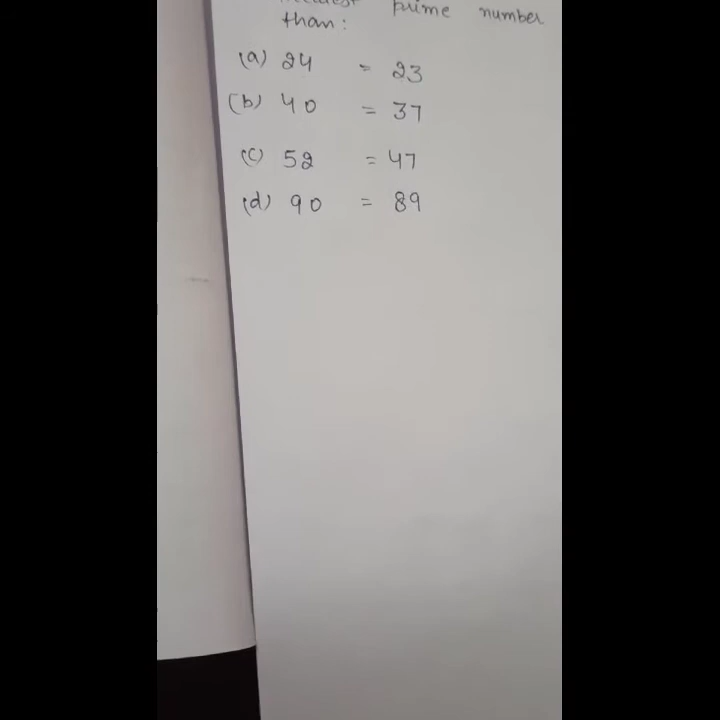 prime number
than:
(a) 24 = 23
(b) 40 = 37
(c) 52 = 47
(d) 90 = 89